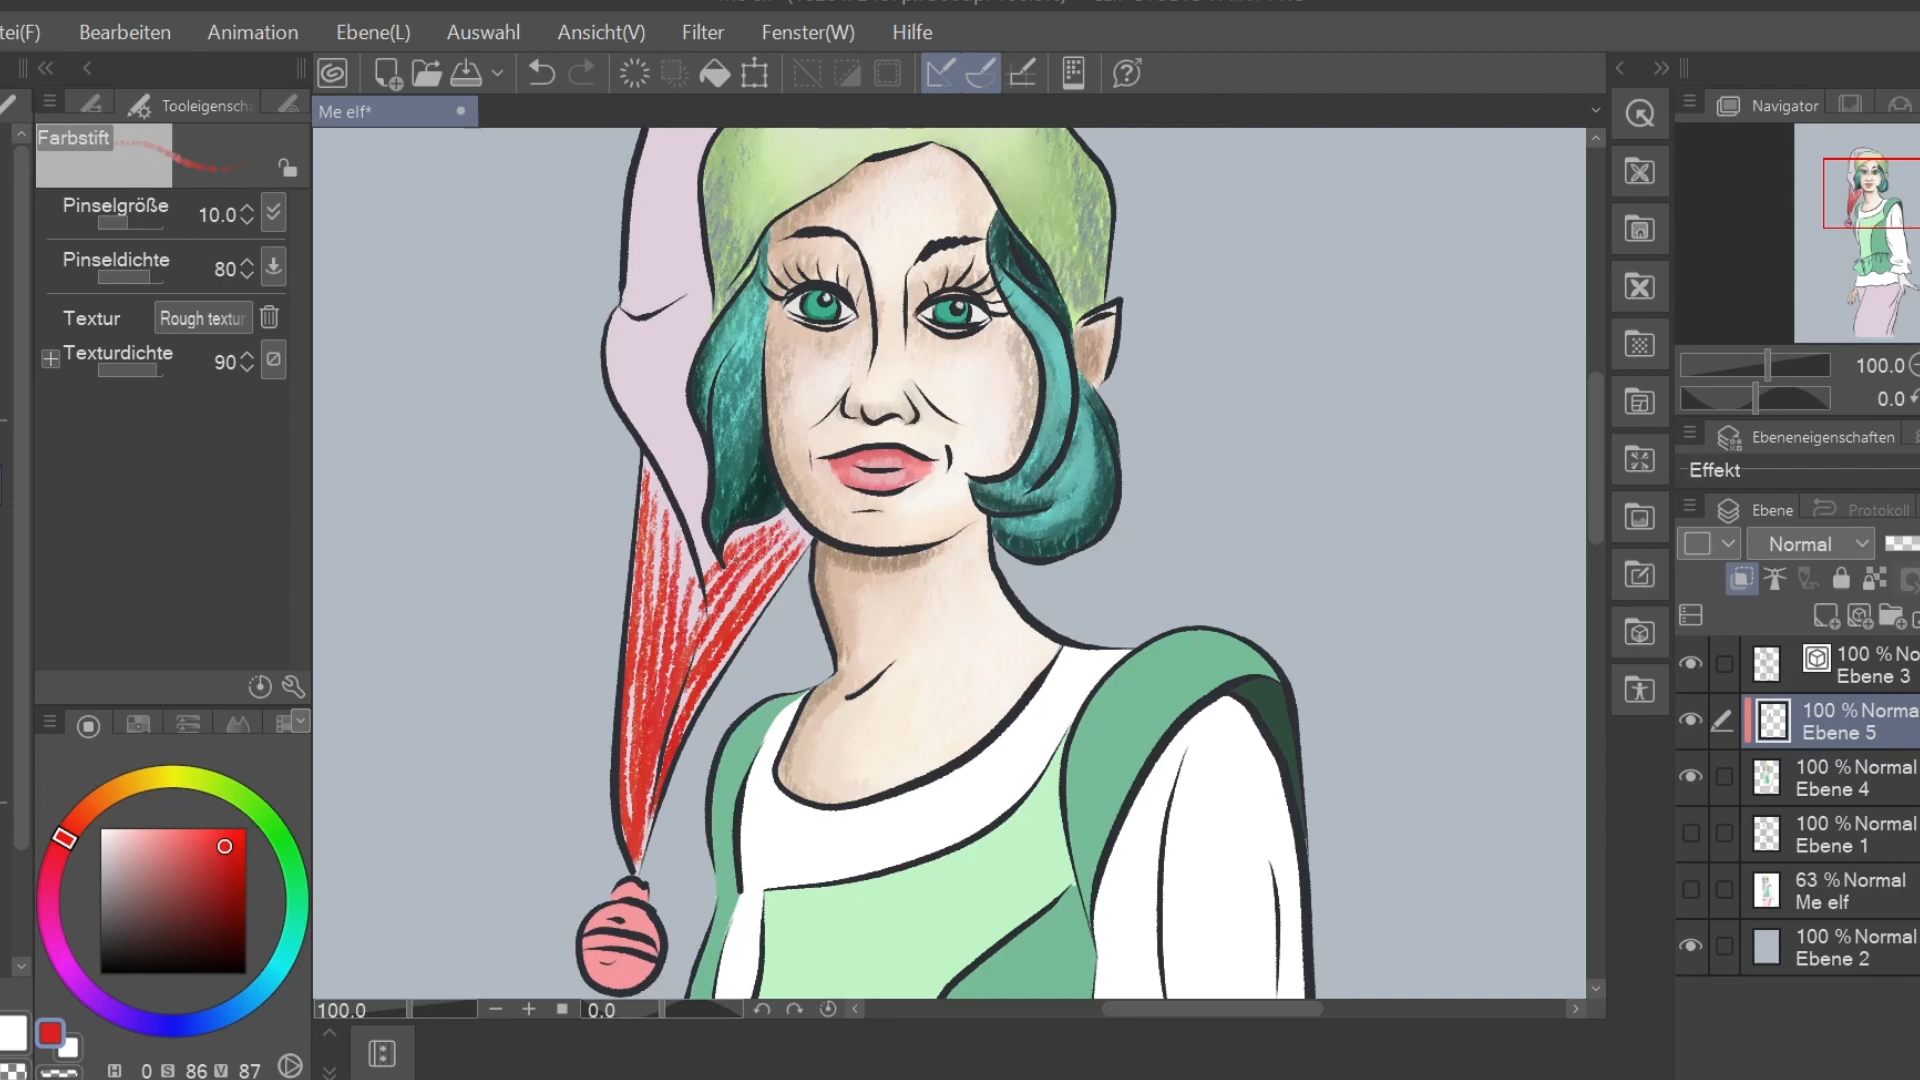 tei(F) Bearbeiten Animation Ebene(L) Auswahl Ansicht(V) Filter Fenster(W) Hilfe
Tooleigensch
Me elf*
Navigator
Farbstift
Pinselgröße 10.0
Pinseldichte 80
Textur Rough textur
Texturdichte 90
100.0
0.0
Ebeneneigenschaften
Effekt
Ebene Protokoll
Normal
100 % No
Ebene 3
100 % Norma
Ebene 5
100 % Normal
Ebene 4
100 % Normal
Ebene 1
63 % Normal
Me elf
100 % Normal
Ebene 2
100.0 0.0
H 0 S 86 V 87